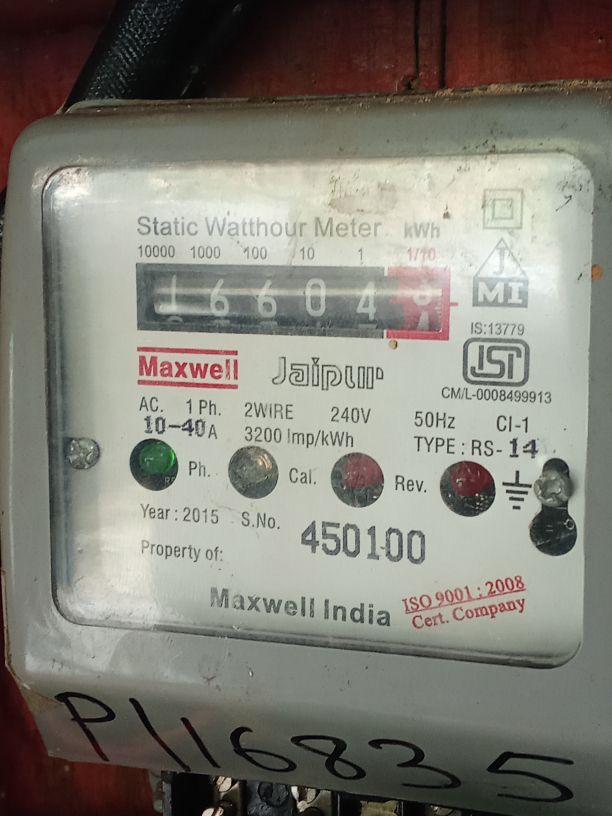 Static Watthour Meter kWh
10000 1000 100 10 1 1/10
1 6 6 0 4
J
MI
IS:13779
Maxwell Jaipur
ISI
CM/L-0008499913
AC. 1 Ph. 2WIRE 240V 50Hz Cl-1
10-40A 3200 Imp/kWh TYPE : RS-14
Ph. Cal. Rev.
Year : 2015 S.No. 450100
Property of:
Maxwell India
ISO 9001 : 2008
Cert. Company
P/116835